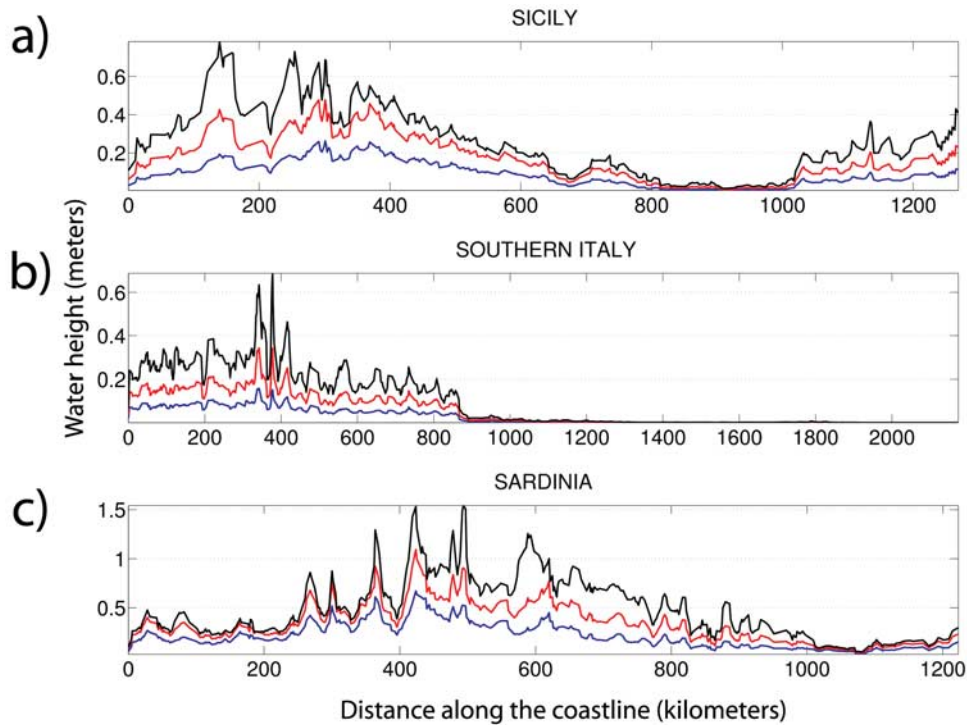 a)
SICILY
0.6
0.4
0.2
0 200 400 600 800 1000 1200
b)
SOUTHERN ITALY
0.6
0.4
0.2
0 200 400 600 800 1000 1200 1400 1600 1800 2000
Water height (meters)
c)
SARDINIA
1.5
1
0.5
0 200 400 600 800 1000 1200
Distance along the coastline (kilometers)